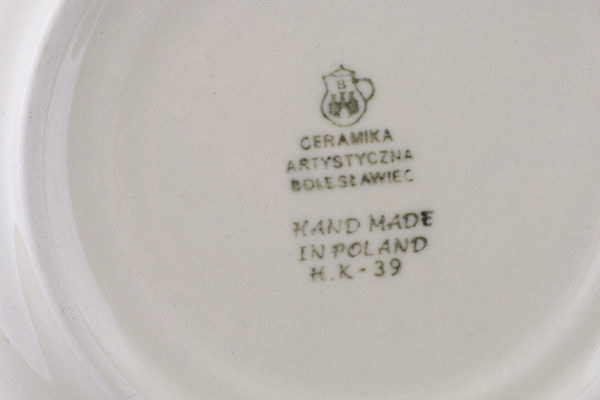 B
CERAMIKA
ARTYSTYCZNA
BOLESŁAWIEC
HAND MADE
IN POLAND
H.K-39